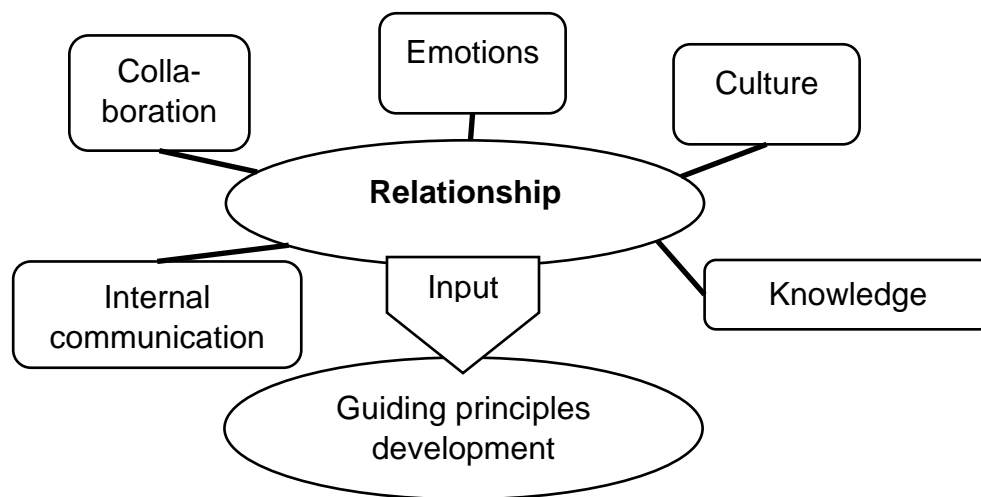 Colla-
boration
Emotions
Culture
Relationship
Internal
communication
Input
Knowledge
Guiding principles
development